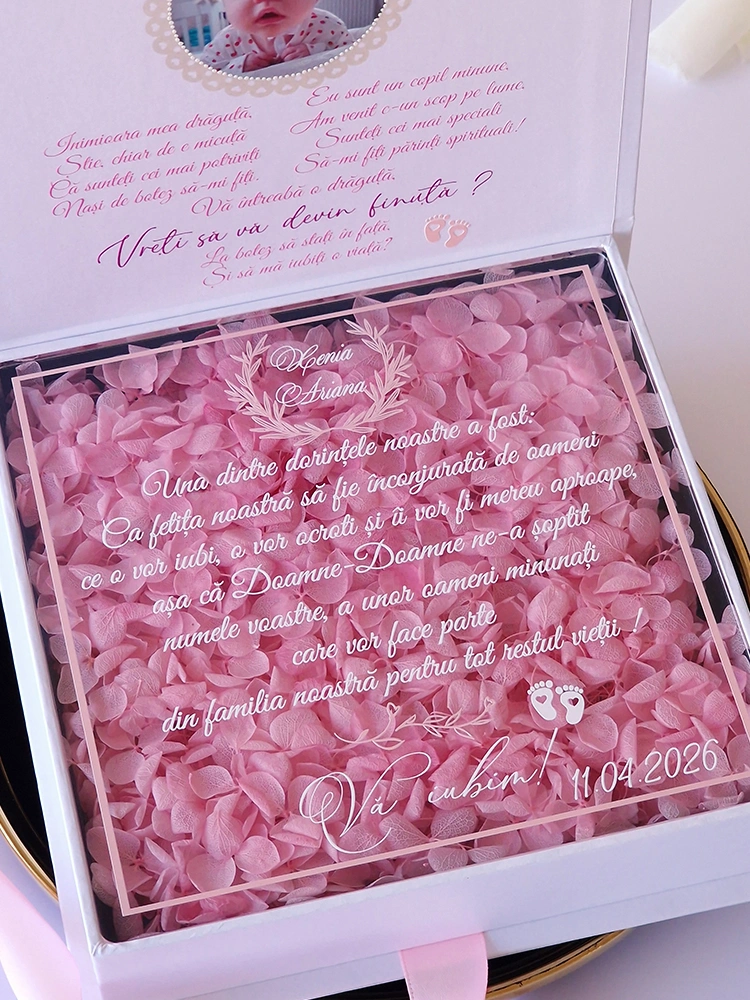 Inimioara mea drăguță,
Știe, chiar de e micuță
Că sunteți cei mai potriviți
Nași de botez să-mi fiți.
Eu sunt un copil minune,
Am venit c-un scop pe lume,
Sunteți cei mai speciali
Să-mi fiți părinți spirituali!
Vă întreabă o drăguță,
Vreți să vă devin finuță ?
La botez să stați în față,
Și să mă iubiți o viață?
Xenia
Ariana
Una dintre dorințele noastre a fost:
Ca fetița noastră să fie înconjurată de oameni
ce o vor iubi, o vor ocroti și îi vor fi mereu aproape,
așa că Doamne-Doamne ne-a șoptit
numele voastre, a unor oameni minunați
care vor face parte
din familia noastră pentru tot restul vieții !
Vă iubim!
11.04.2026